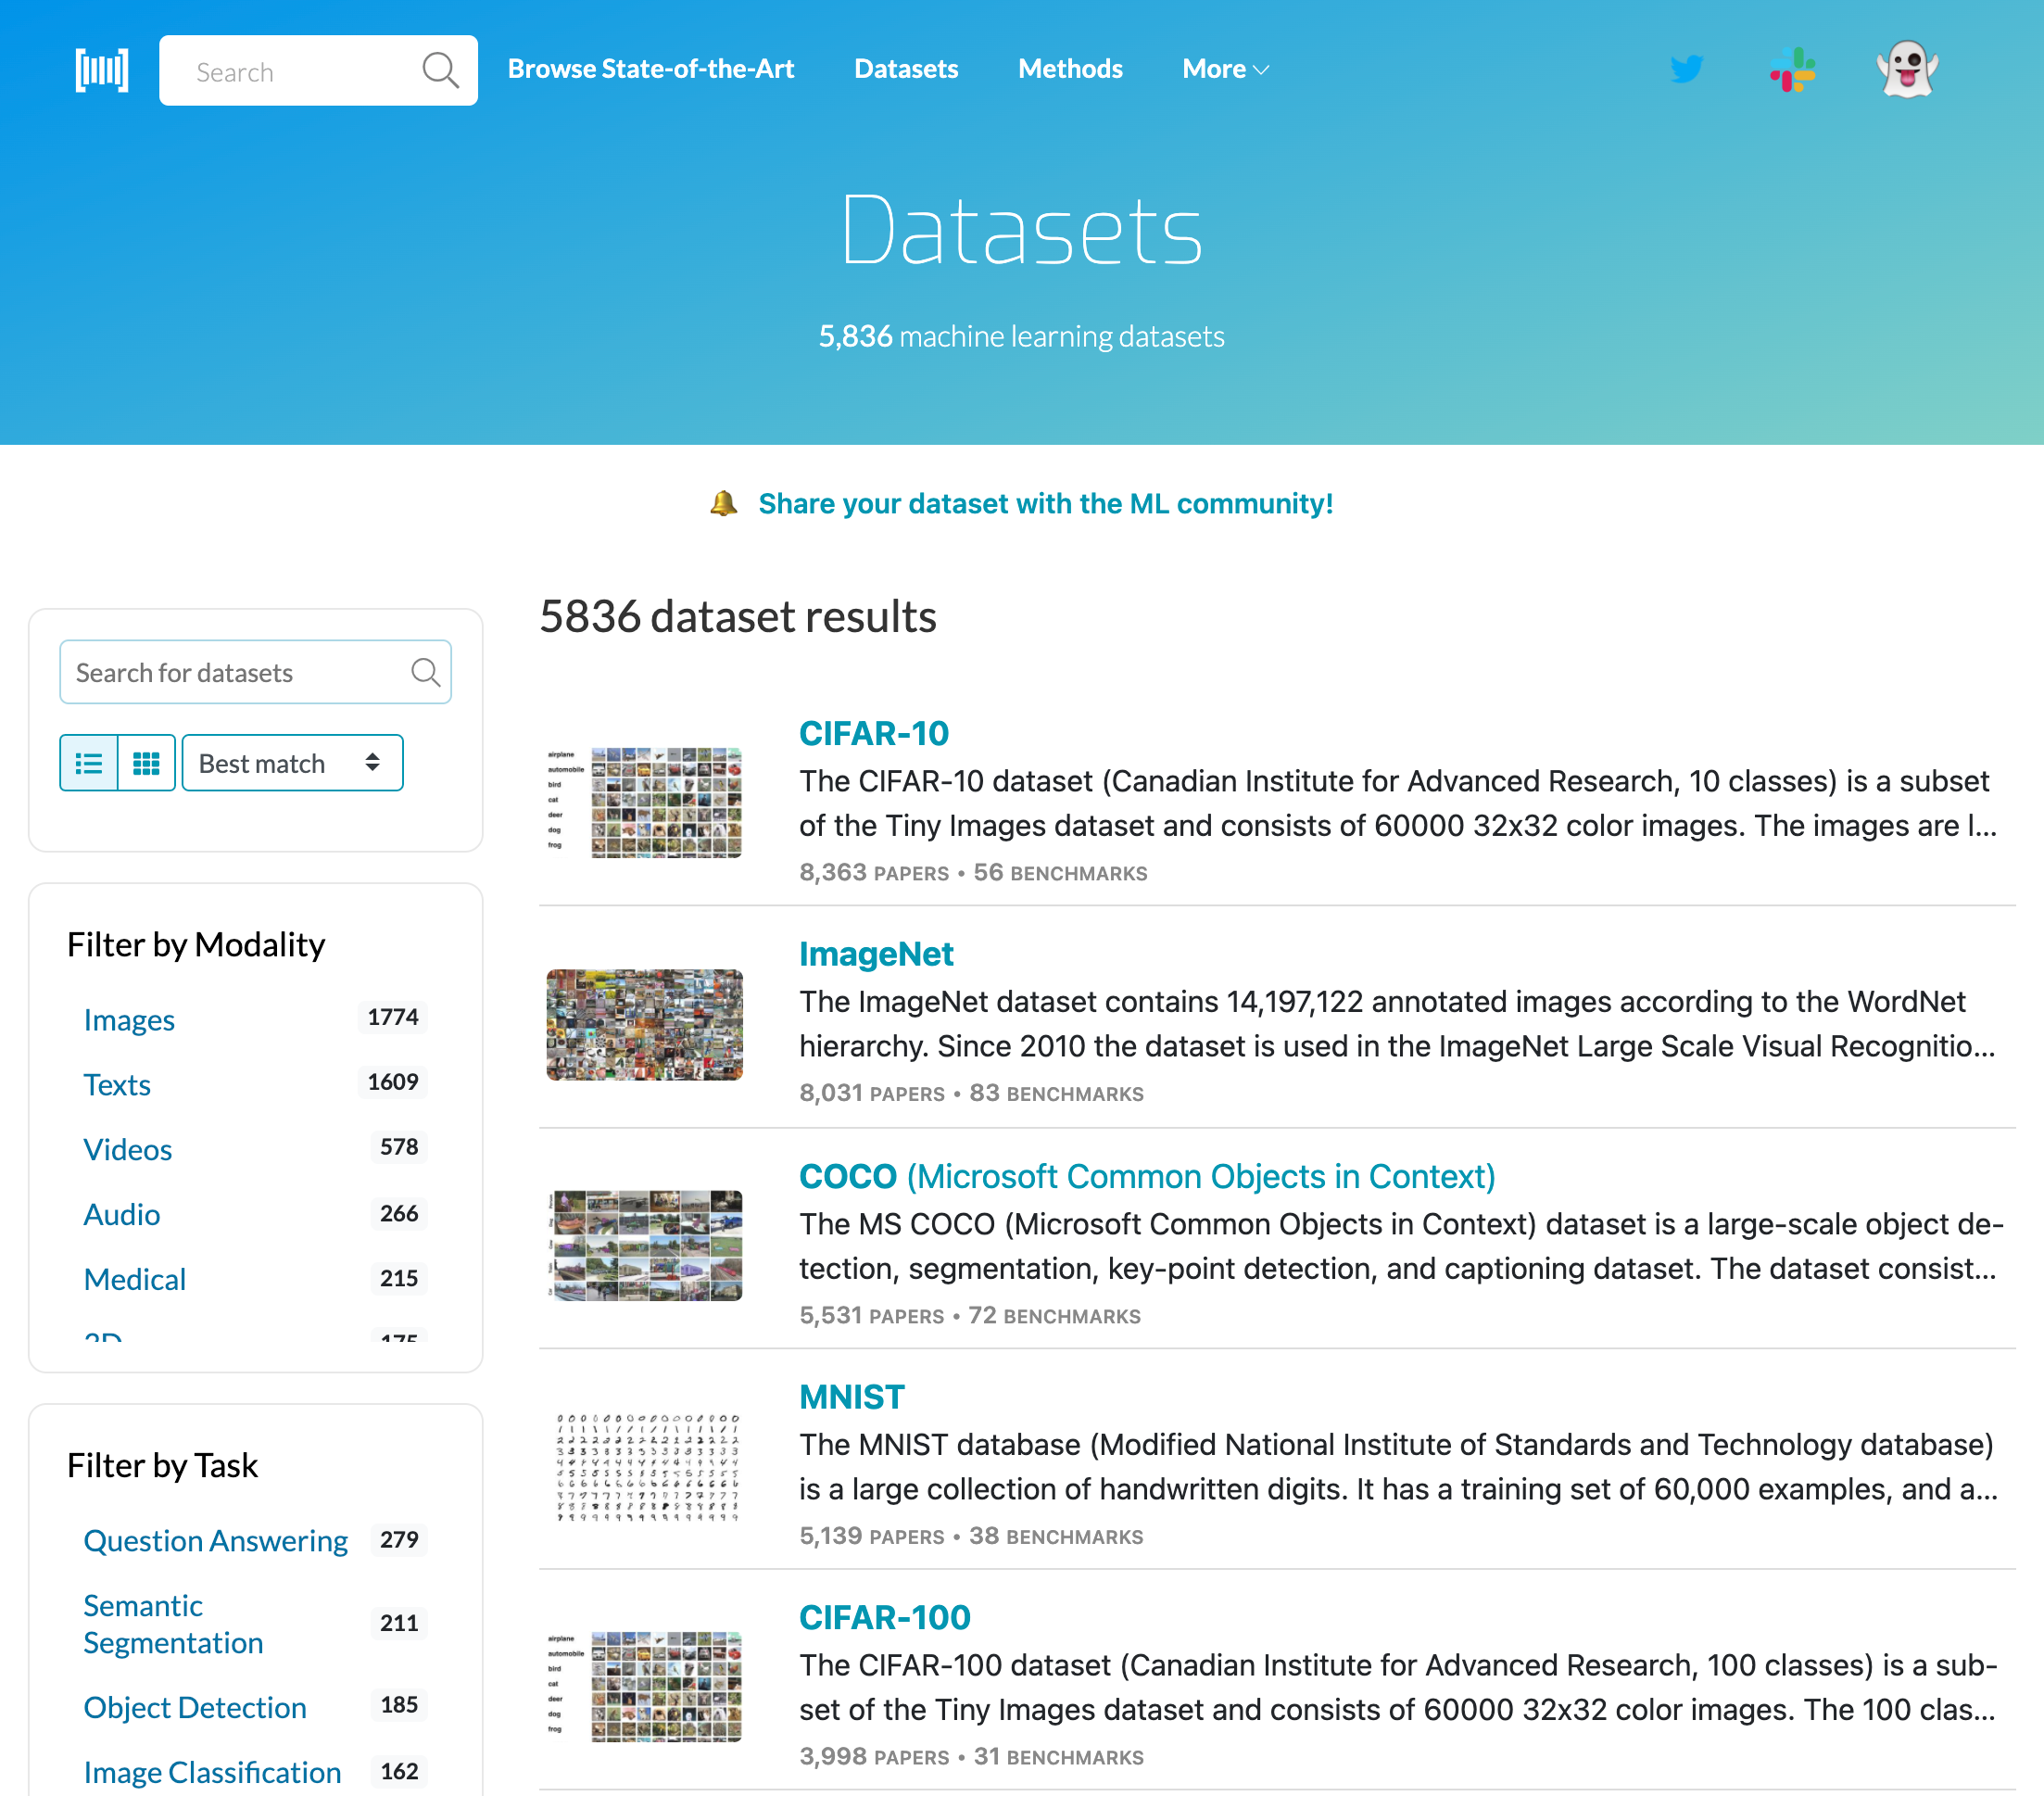 Search
Browse State-of-the-Art
Datasets
Methods
More
Datasets
5,836 machine learning datasets
Share your dataset with the ML community!
Search for datasets
Best match
Filter by Modality
Images 1774
Texts 1609
Videos 578
Audio 266
Medical 215
3D 175
Filter by Task
Question Answering 279
Semantic
Segmentation 211
Object Detection 185
Image Classification 162
5836 dataset results
airplane
automobile
bird
cat
deer
dog
frog
CIFAR-10
The CIFAR-10 dataset (Canadian Institute for Advanced Research, 10 classes) is a subset
of the Tiny Images dataset and consists of 60000 32x32 color images. The images are l...
8,363 PAPERS • 56 BENCHMARKS
ImageNet
The ImageNet dataset contains 14,197,122 annotated images according to the WordNet
hierarchy. Since 2010 the dataset is used in the ImageNet Large Scale Visual Recognitio...
8,031 PAPERS • 83 BENCHMARKS
COCO (Microsoft Common Objects in Context)
The MS COCO (Microsoft Common Objects in Context) dataset is a large-scale object de-
tection, segmentation, key-point detection, and captioning dataset. The dataset consist...
5,531 PAPERS • 72 BENCHMARKS
MNIST
The MNIST database (Modified National Institute of Standards and Technology database)
is a large collection of handwritten digits. It has a training set of 60,000 examples, and a...
5,139 PAPERS • 38 BENCHMARKS
airplane
automobile
bird
cat
deer
dog
frog
CIFAR-100
The CIFAR-100 dataset (Canadian Institute for Advanced Research, 100 classes) is a sub-
set of the Tiny Images dataset and consists of 60000 32x32 color images. The 100 clas...
3,998 PAPERS • 31 BENCHMARKS